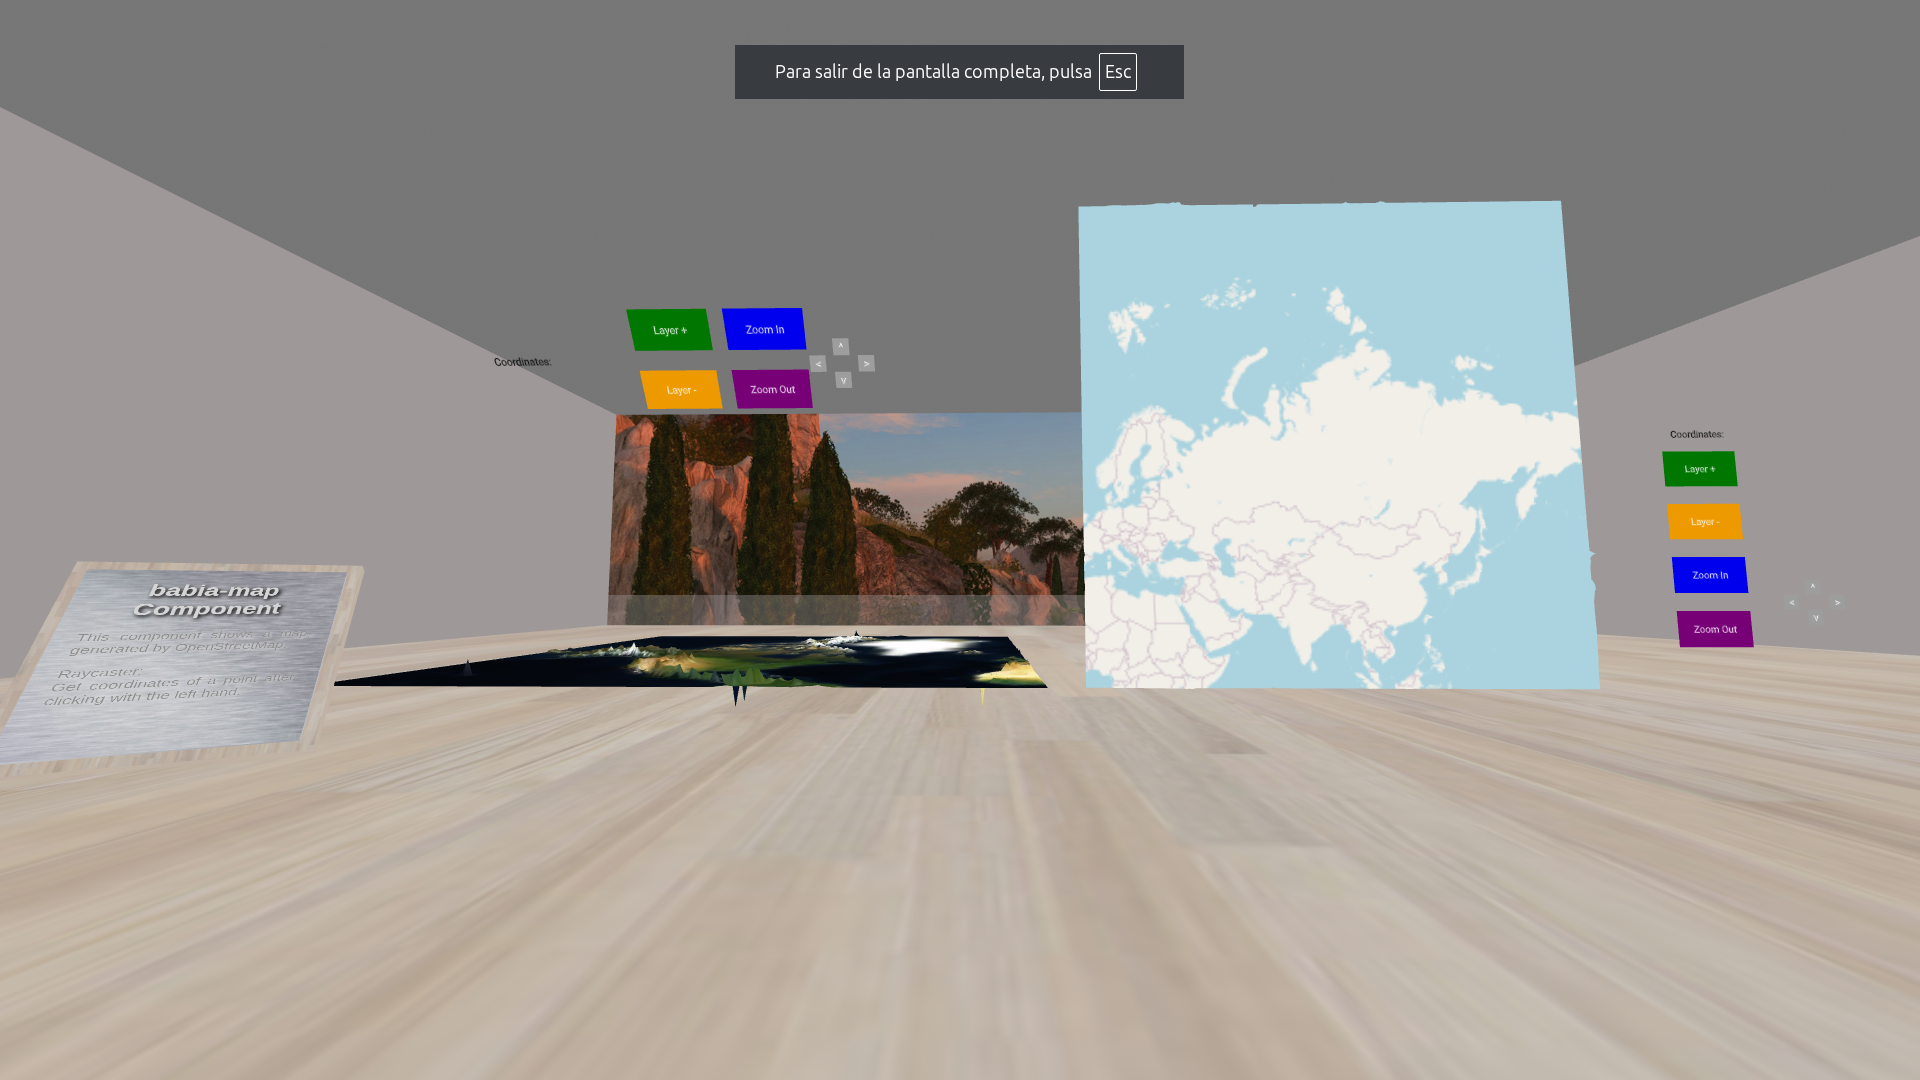 Para salir de la pantalla completa, pulsa Esc
Layer +
Zoom In
Coordinates:
^
<
>
v
Layer -
Zoom Out
babia-map
Component
This component shows a map
generated by OpenStreetMap.
Raycaster:
Get coordinates of a point after
clicking with the left hand.
Coordinates:
Layer +
Layer -
Zoom In
^
<
>
v
Zoom Out